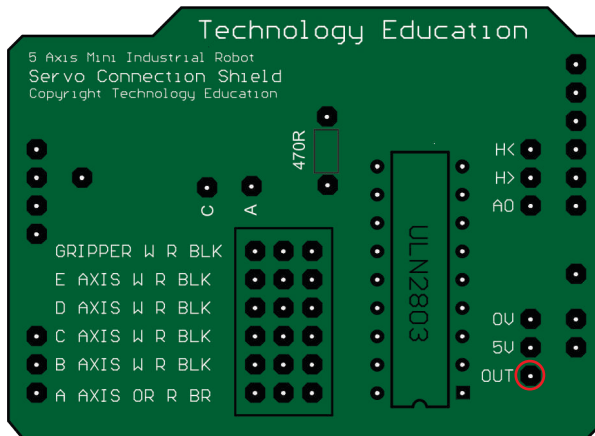 Technology Education
5 Axis Mini Industrial Robot
Servo Connection Shield
Copyright Technology Education
470R
H<
H>
AO
C
A
ULN2803
GRIPPER W R BLK
E AXIS W R BLK
D AXIS W R BLK
C AXIS W R BLK
B AXIS W R BLK
A AXIS OR R BR
0V
5V
OUT